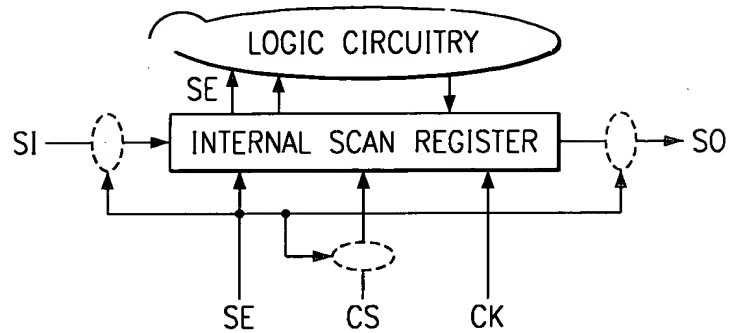 LOGIC CIRCUITRY
SE
SI
INTERNAL SCAN REGISTER
SO
SE
CS
CK